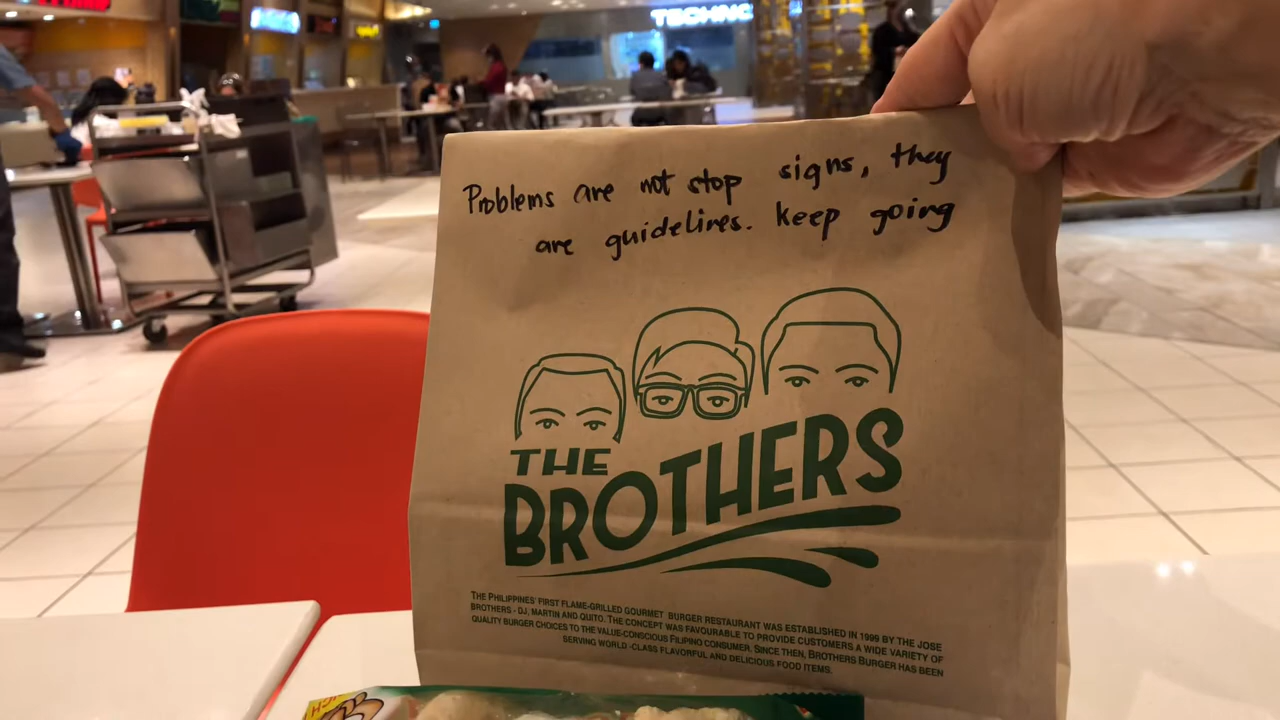 TECHNO
Problems are not stop signs, they
are guidelines. keep going
THE
BROTHERS
THE PHILIPPINES' FIRST FLAME-GRILLED GOURMET BURGER RESTAURANT WAS ESTABLISHED IN 1999 BY THE JOSE
BROTHERS - DJ, MARTIN AND QUITO. THE CONCEPT WAS FAVOURABLE TO PROVIDE CUSTOMERS A WIDE VARIETY OF
QUALITY BURGER CHOICES TO THE VALUE-CONSCIOUS FILIPINO CONSUMER. SINCE THEN, BROTHERS BURGER HAS BEEN
SERVING WORLD -CLASS FLAVORFUL AND DELICIOUS FOOD ITEMS.